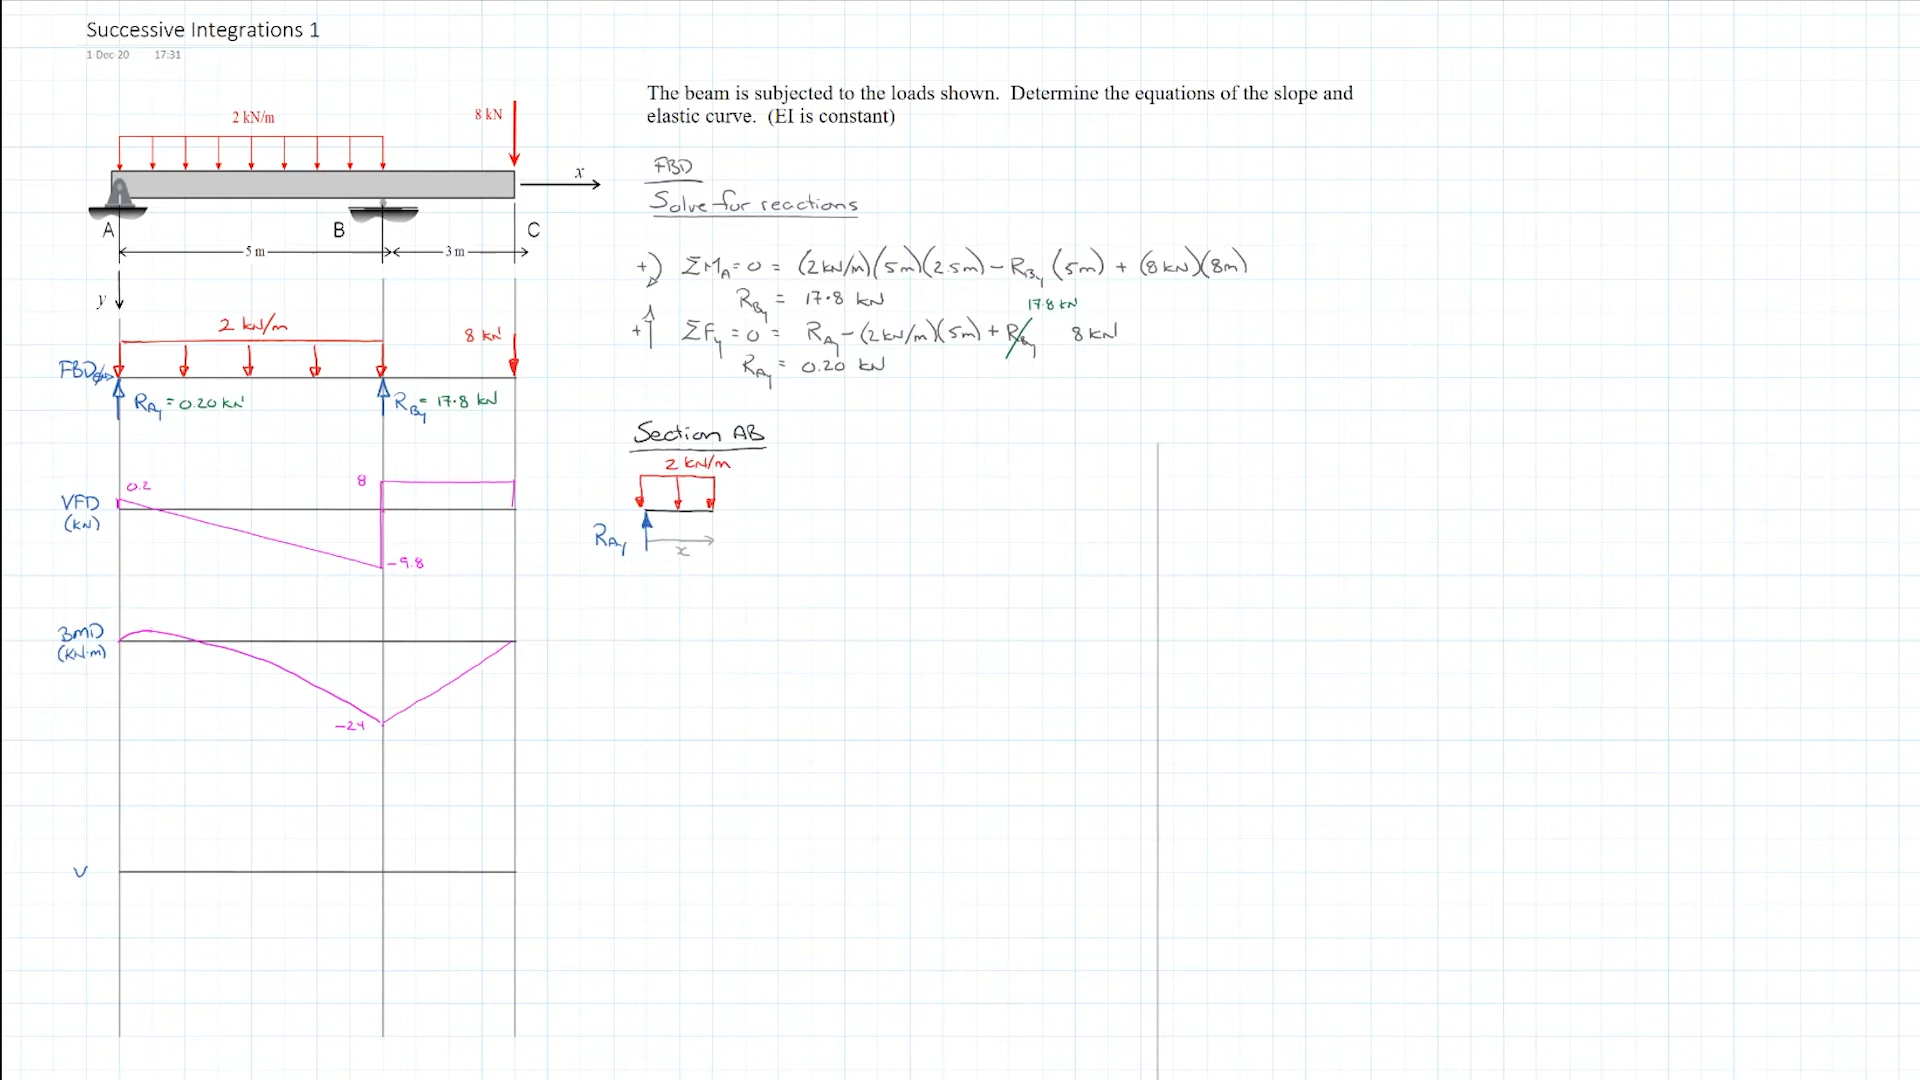 Successive Integrations 1
1 Dec 20 17:31
2 kN/m
8 kN
x
A
B
C
5 m
3 m
y
The beam is subjected to the loads shown. Determine the equations of the slope and
elastic curve. (EI is constant)
FBD
Solve for reactions
+ ΣM_A = 0 = (2 kN/m)(5m)(2.5m) - R_By (5m) + (8 kN)(8m)
R_By = 17.8 kN
17.8 kN
+ ΣF_y = 0 = R_Ay - (2 kN/m)(5m) + R_By 8 kN
R_Ay = 0.20 kN
2 kN/m
8 kN
FBD
R_Ay = 0.20 kN
R_By = 17.8 kN
Section AB
2 kN/m
R_Ay
x
VFD
(kN)
0.2
8
-9.8
BMD
(kN·m)
-24
v